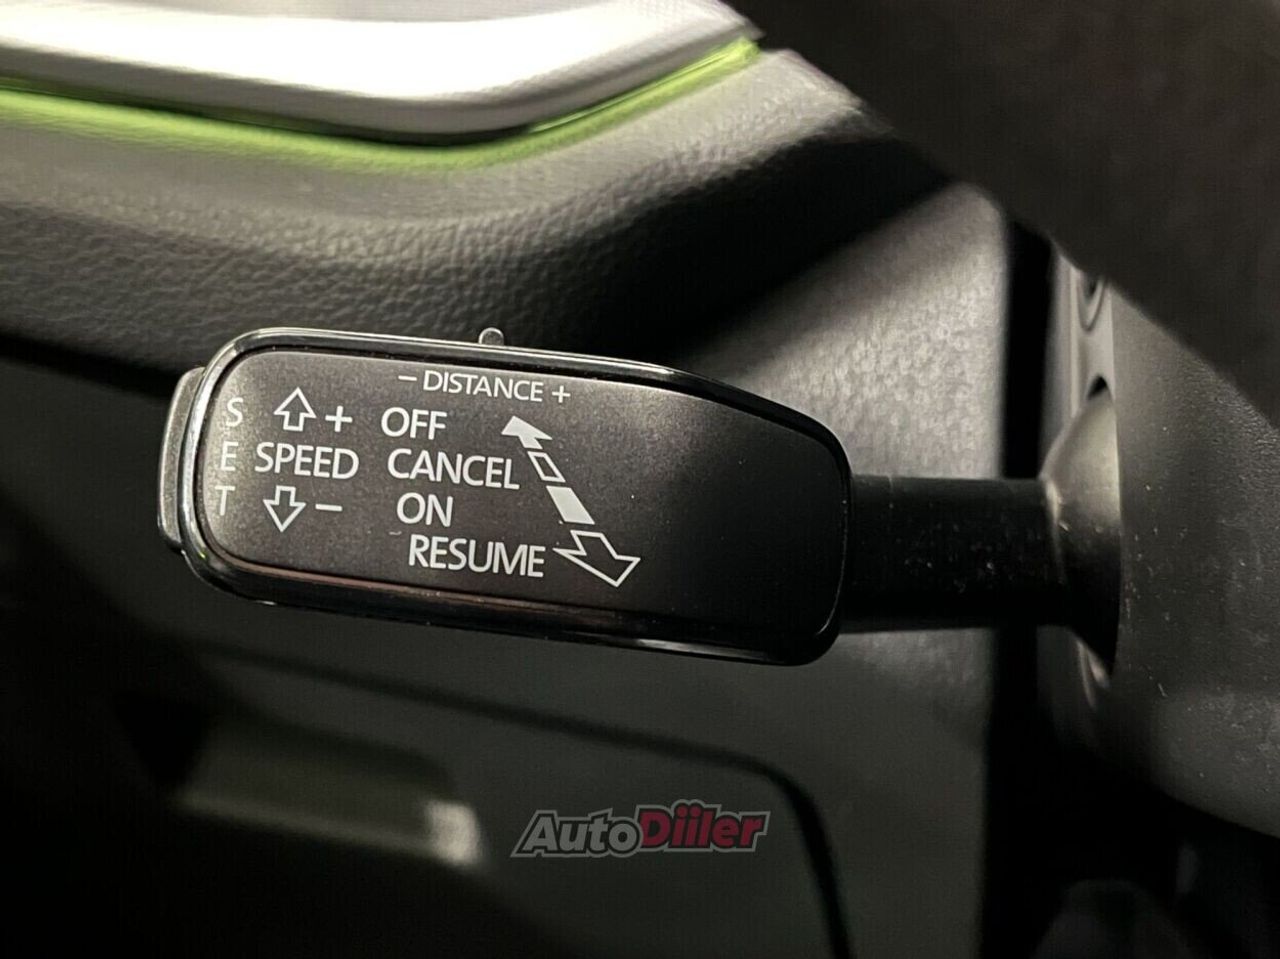 – DISTANCE +
S + OFF
E SPEED CANCEL
T – ON
RESUME
AutoDiiler